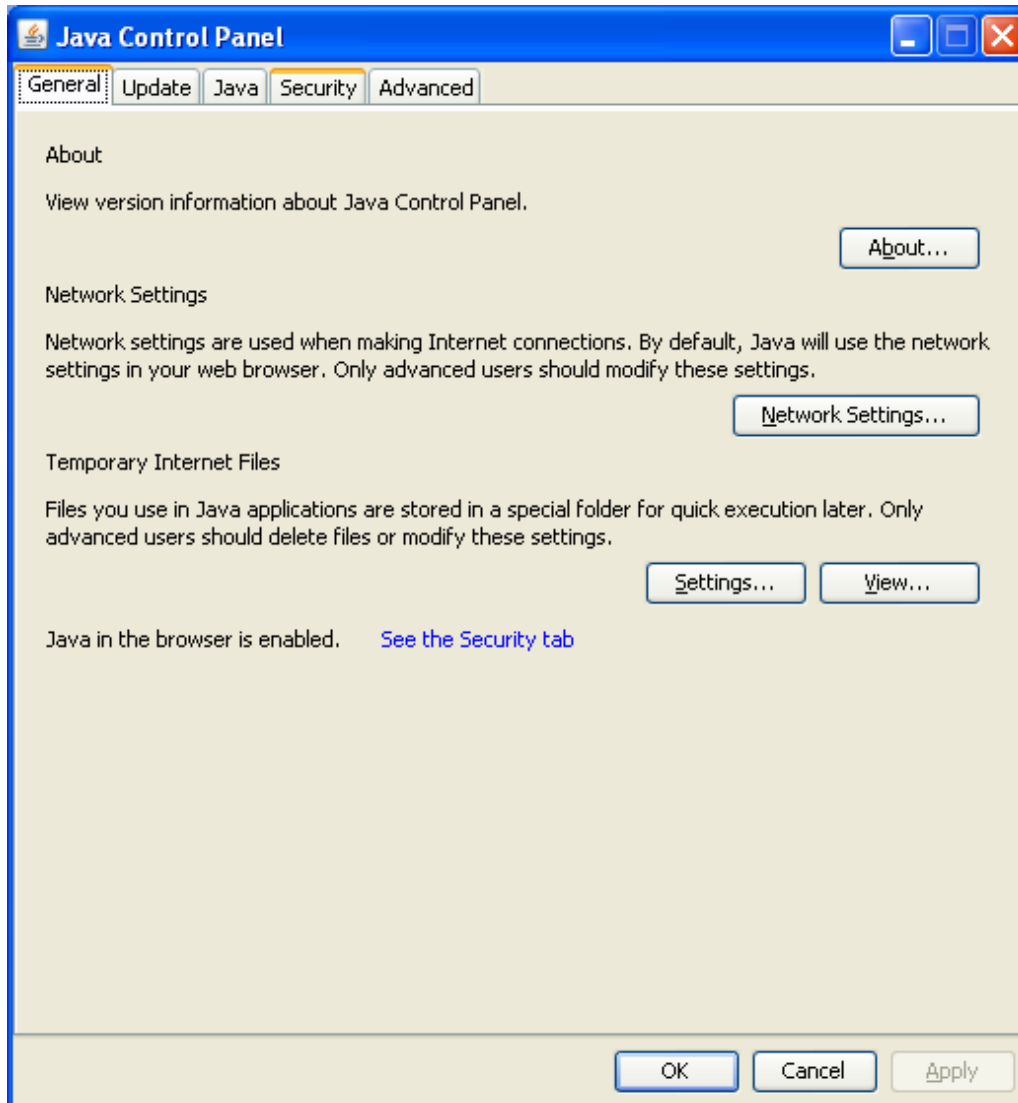 Java Control Panel
General Update Java Security Advanced
About
View version information about Java Control Panel.
About...
Network Settings
Network settings are used when making Internet connections. By default, Java will use the network
settings in your web browser. Only advanced users should modify these settings.
Network Settings...
Temporary Internet Files
Files you use in Java applications are stored in a special folder for quick execution later. Only
advanced users should delete files or modify these settings.
Settings... View...
Java in the browser is enabled. See the Security tab
OK Cancel Apply